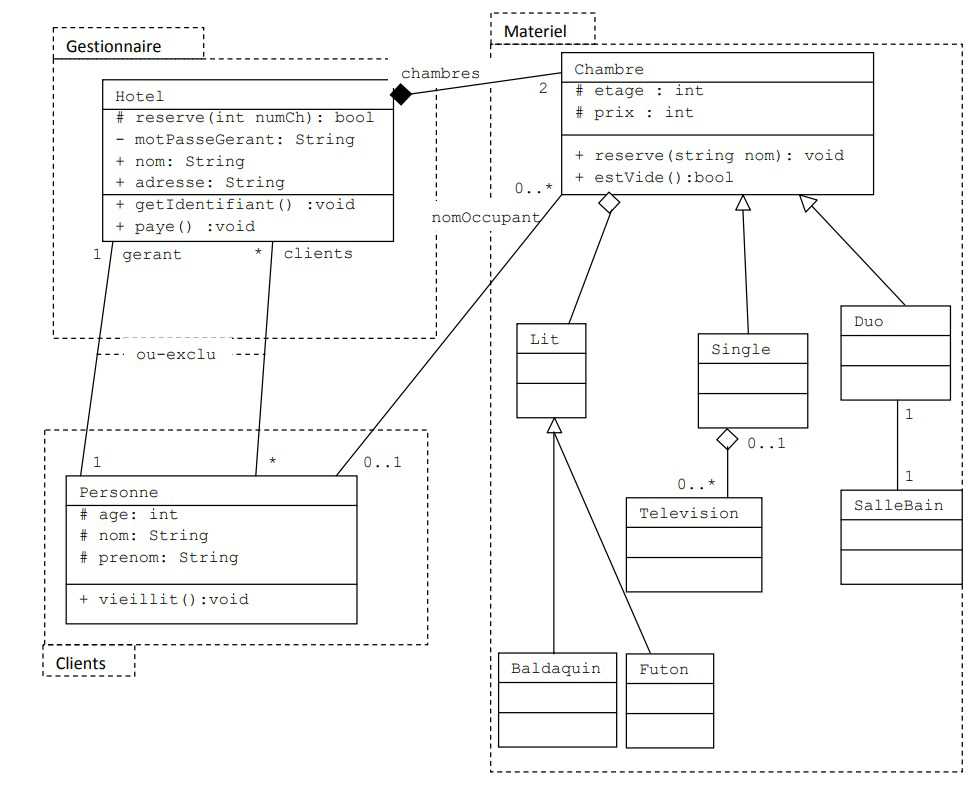 Gestionnaire
Hotel
# reserve(int numCh): bool
- motPasseGerant: String
+ nom: String
+ adresse: String
+ getIdentifiant() :void
+ paye() :void
1 gerant
* clients
ou-exclu
1
*
0..1
Personne
# age: int
# nom: String
# prenom: String
+ vieillit():void
Clients
chambres
2
0..*
nomOccupant
Materiel
Chambre
# etage : int
# prix : int
+ reserve(string nom): void
+ estVide():bool
Lit
Single
Duo
0..1
0..*
1
1
Television
SalleBain
Baldaquin
Futon